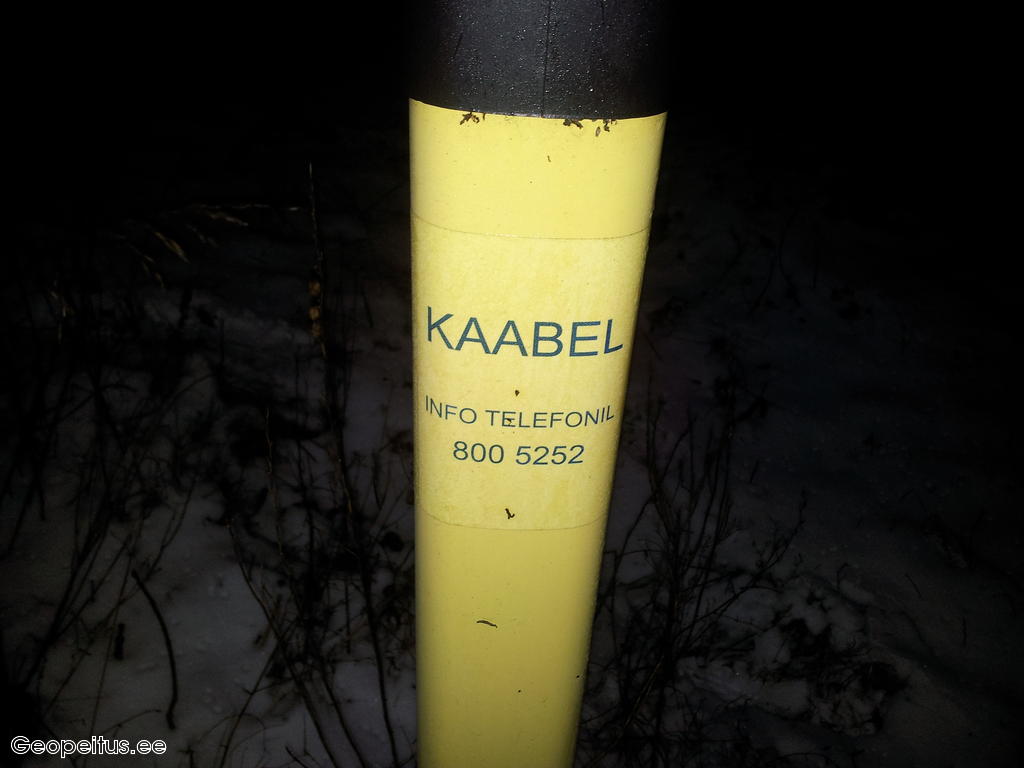 KAABEL
INFO TELEFONIL
800 5252
Geopeitus.ee